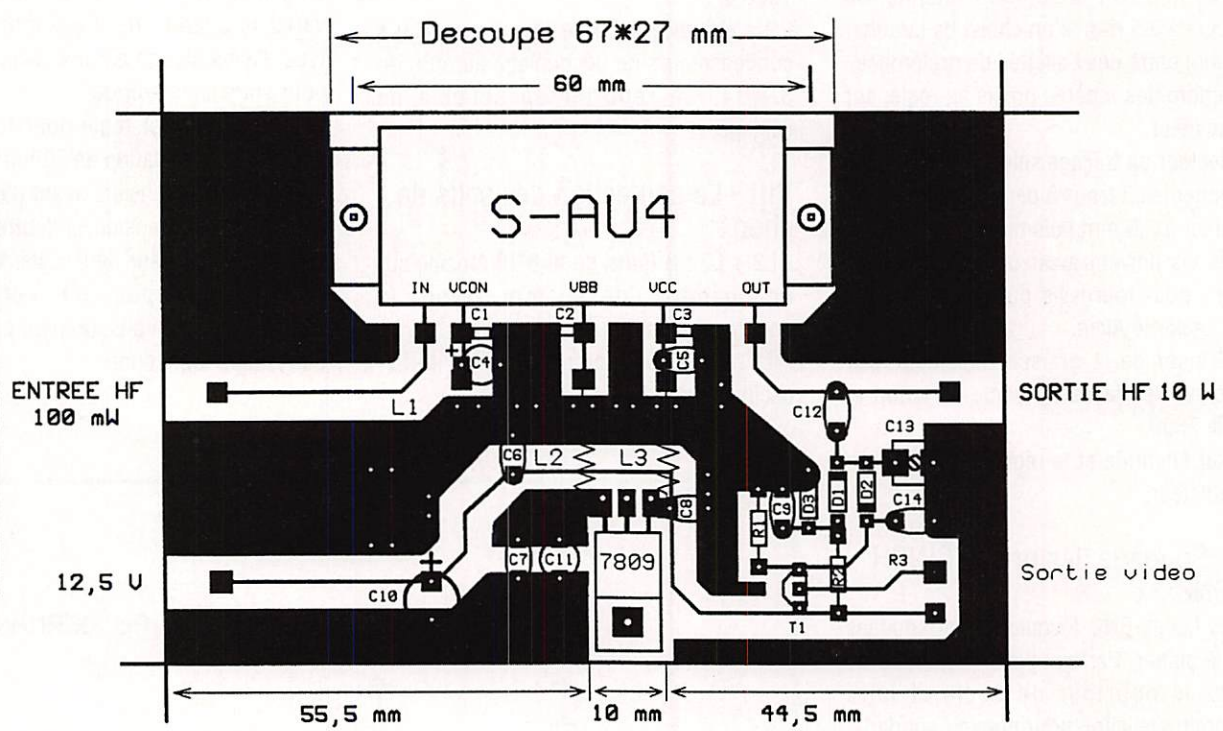 Decoupe 67*27 mm
60 mm
S-AU4
IN VCON VBB VCC OUT
C1 C2 C3
C4 C5
ENTREE HF
100 mW
L1
C12
SORTIE HF 10 W
C13
C6 L2 L3
C8 R1 C9 D3 D1 D2 C14
C7 C11 7809
R2 R3
12,5 V
C10
T1
Sortie video
55,5 mm
10 mm
44,5 mm